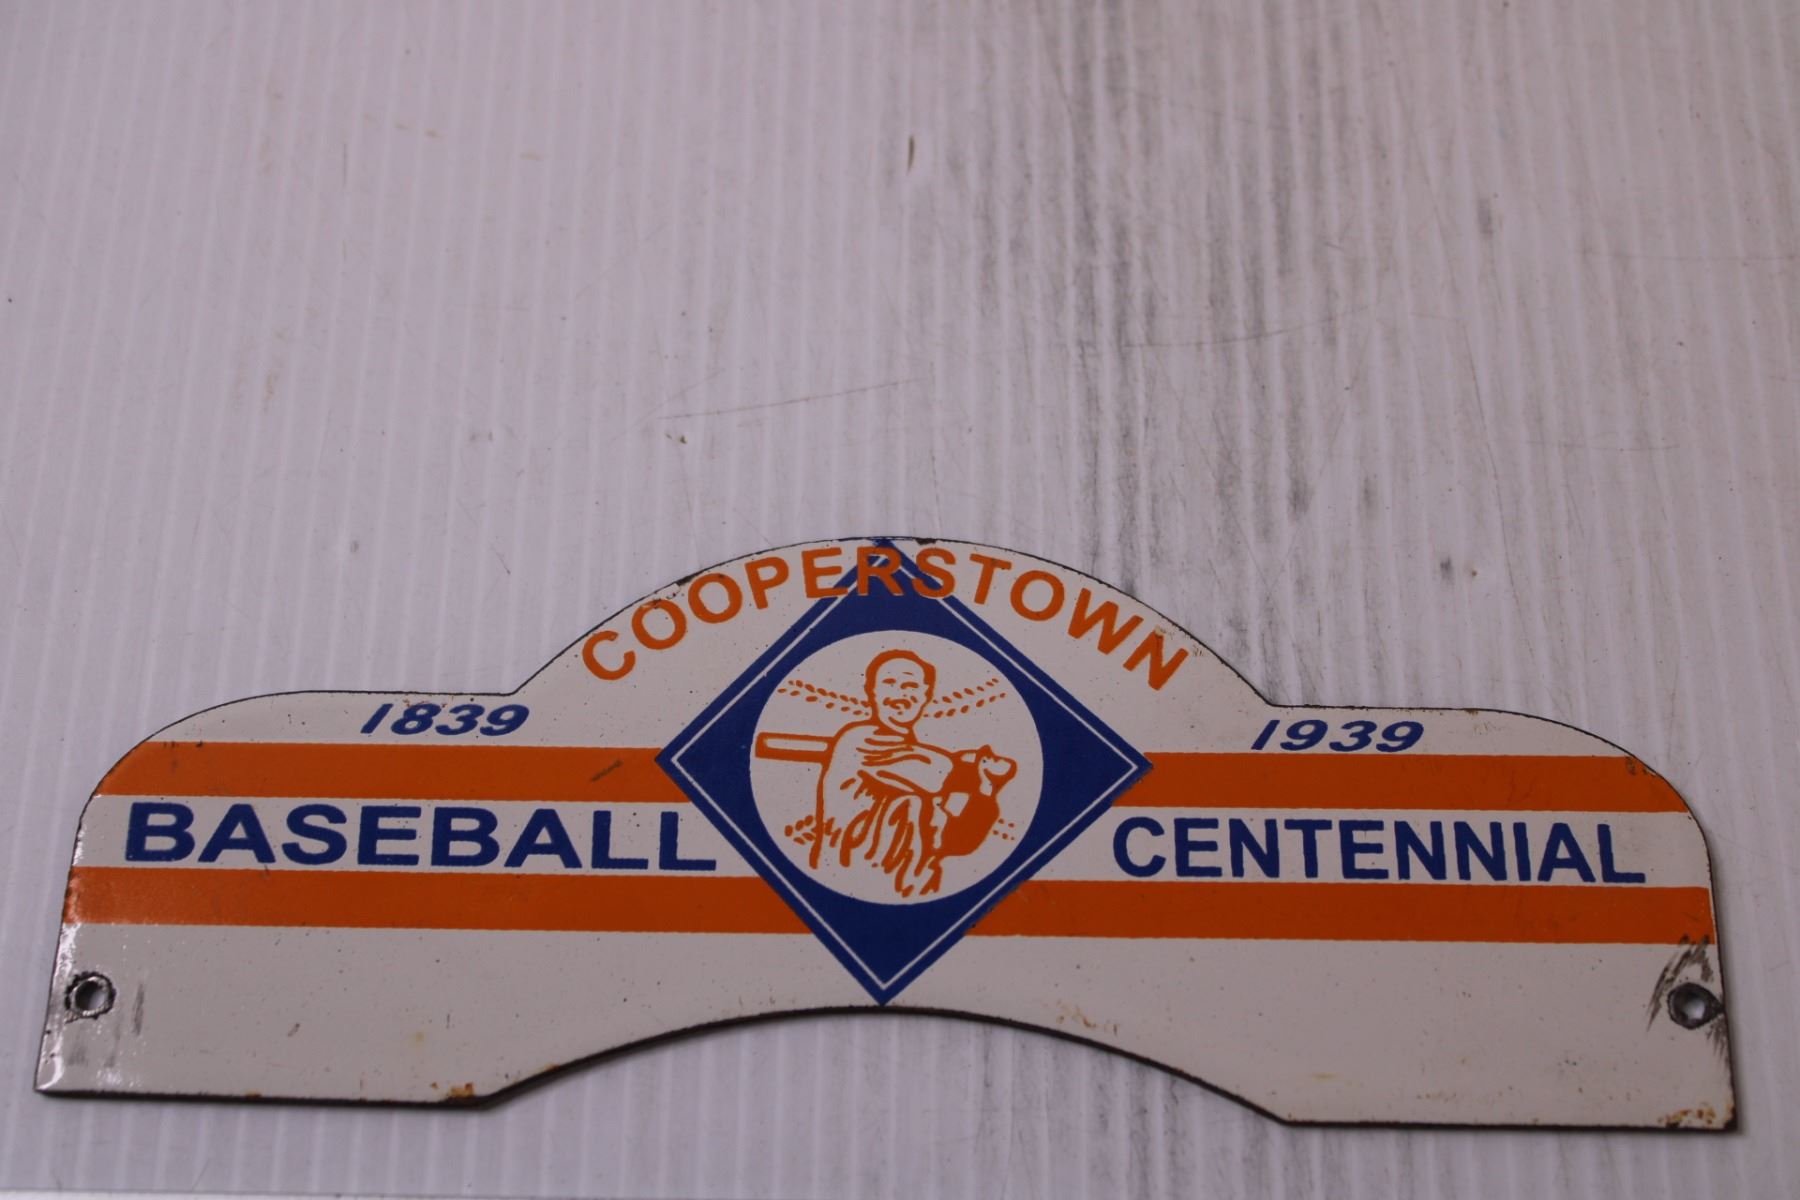 COOPERSTOWN
1839 1939
BASEBALL CENTENNIAL